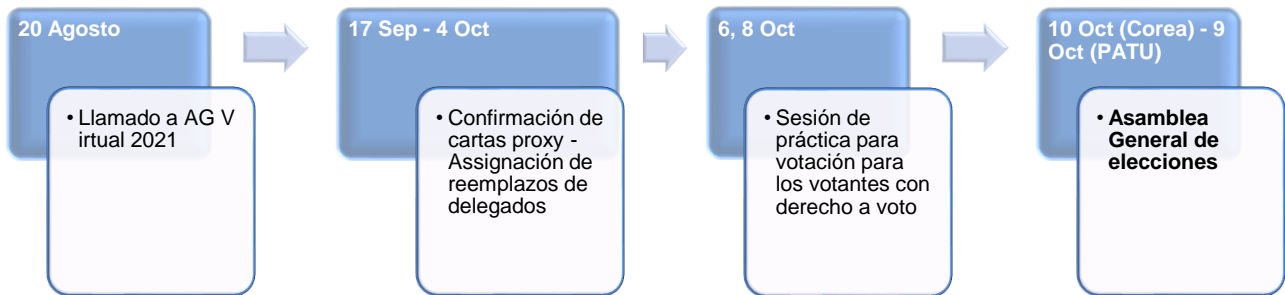 20 Agosto
• Llamado a AG V
irtual 2021
17 Sep - 4 Oct
• Confirmación de
cartas proxy -
Assignación de
reemplazos de
delegados
6, 8 Oct
• Sesión de
práctica para
votación para
los votantes con
derecho a voto
10 Oct (Corea) - 9
Oct (PATU)
• Asamblea
General de
elecciones